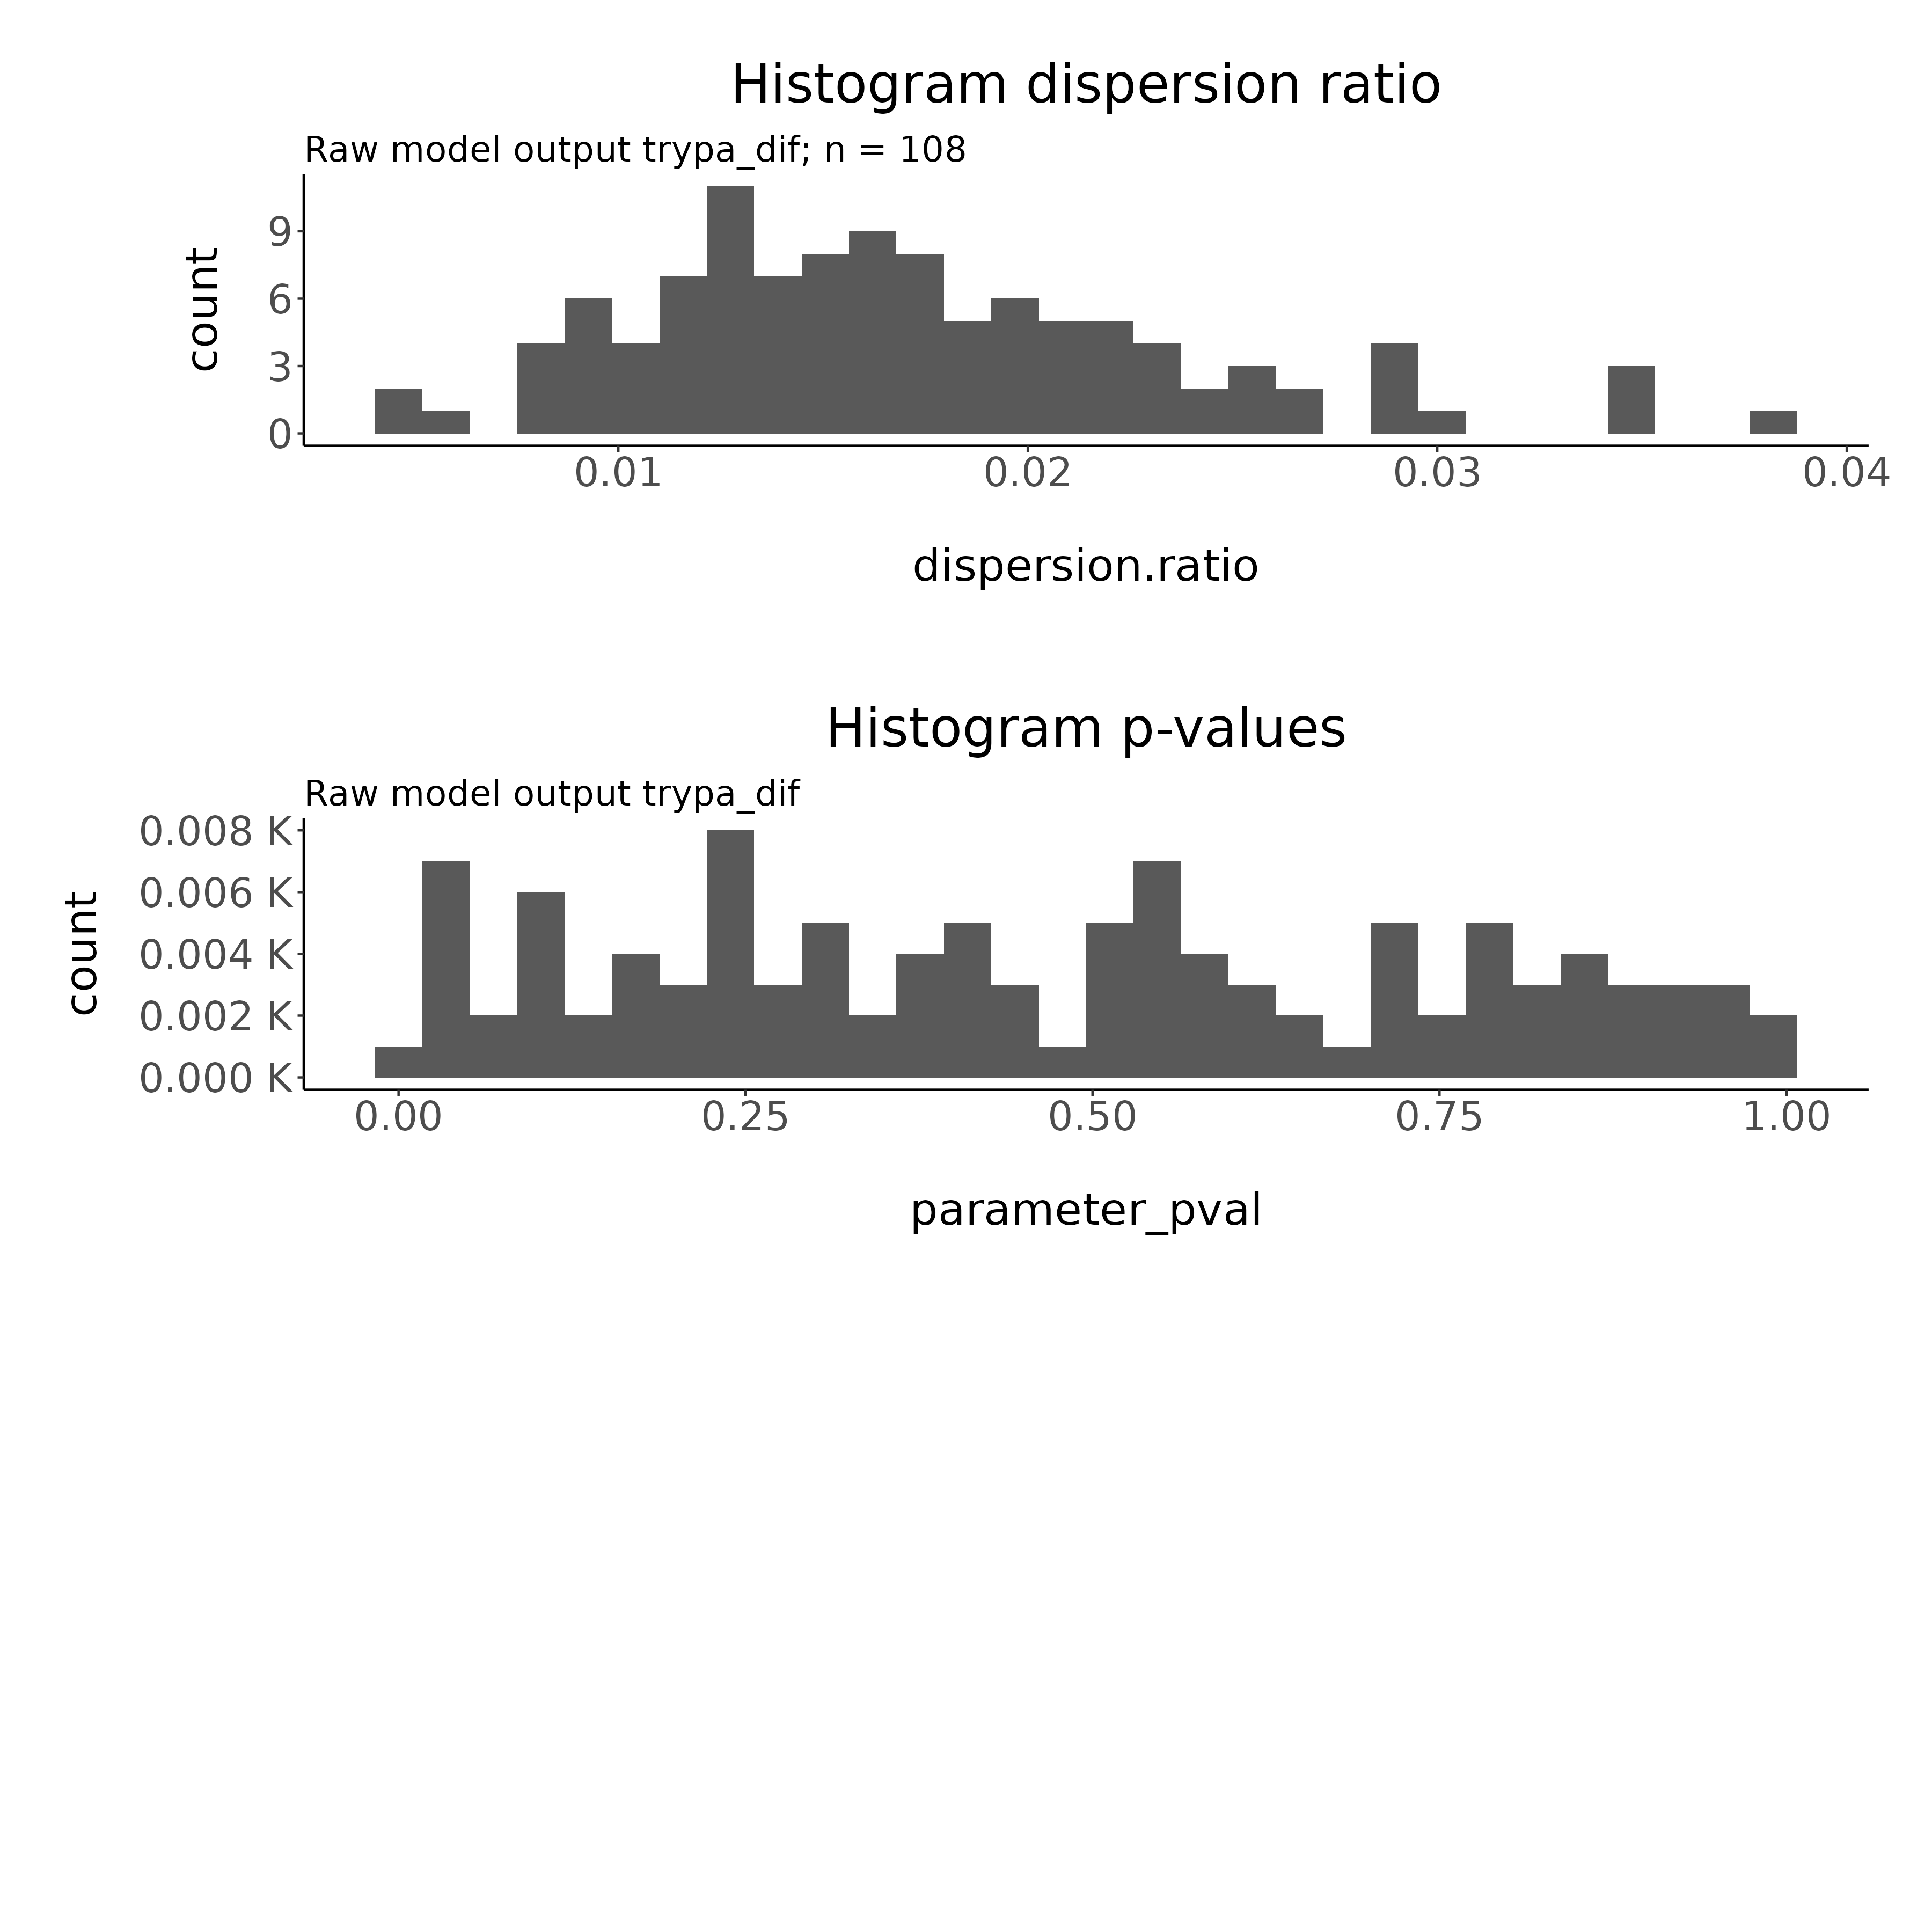 Histogram dispersion ratio
Raw model output trypa_dif; n = 108
count
9
6
3
0
0.01 0.02 0.03 0.04
dispersion.ratio
Histogram p-values
Raw model output trypa_dif
count
0.008 K
0.006 K
0.004 K
0.002 K
0.000 K
0.00 0.25 0.50 0.75 1.00
parameter_pval